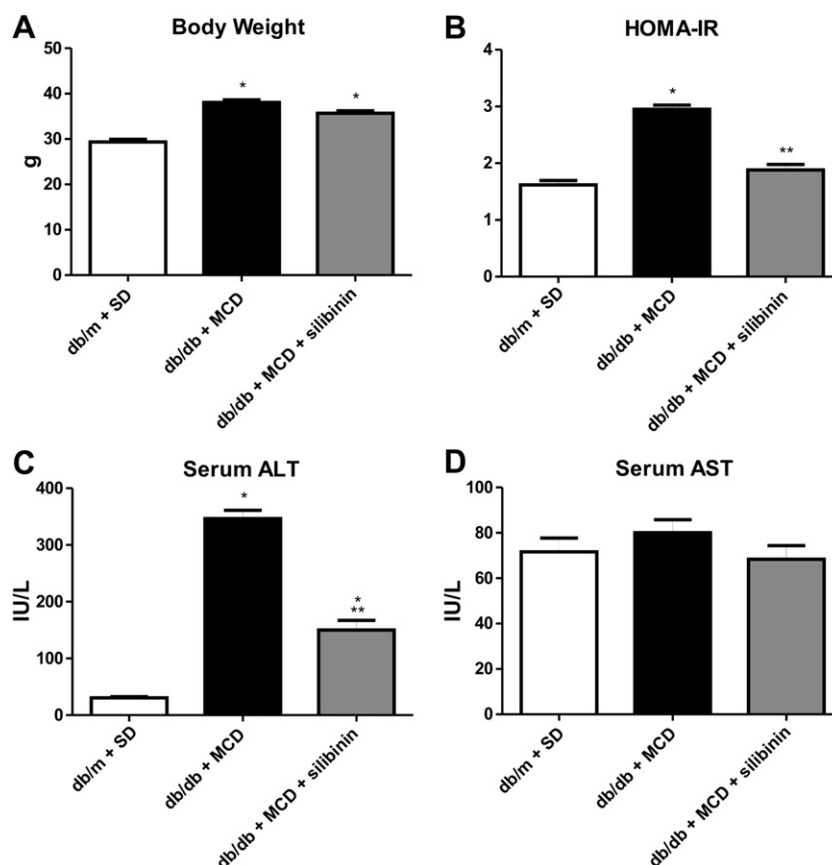 A
Body Weight
g
50
40
30
20
10
0
*
*
db/m + SD
db/db + MCD
db/db + MCD + silibinin
B
HOMA-IR
4
3
2
1
0
*
**
db/m + SD
db/db + MCD
db/db + MCD + silibinin
C
Serum ALT
IU/L
400
300
200
100
0
*
*
**
db/m + SD
db/db + MCD
db/db + MCD + silibinin
D
Serum AST
IU/L
100
80
60
40
20
0
db/m + SD
db/db + MCD
db/db + MCD + silibinin